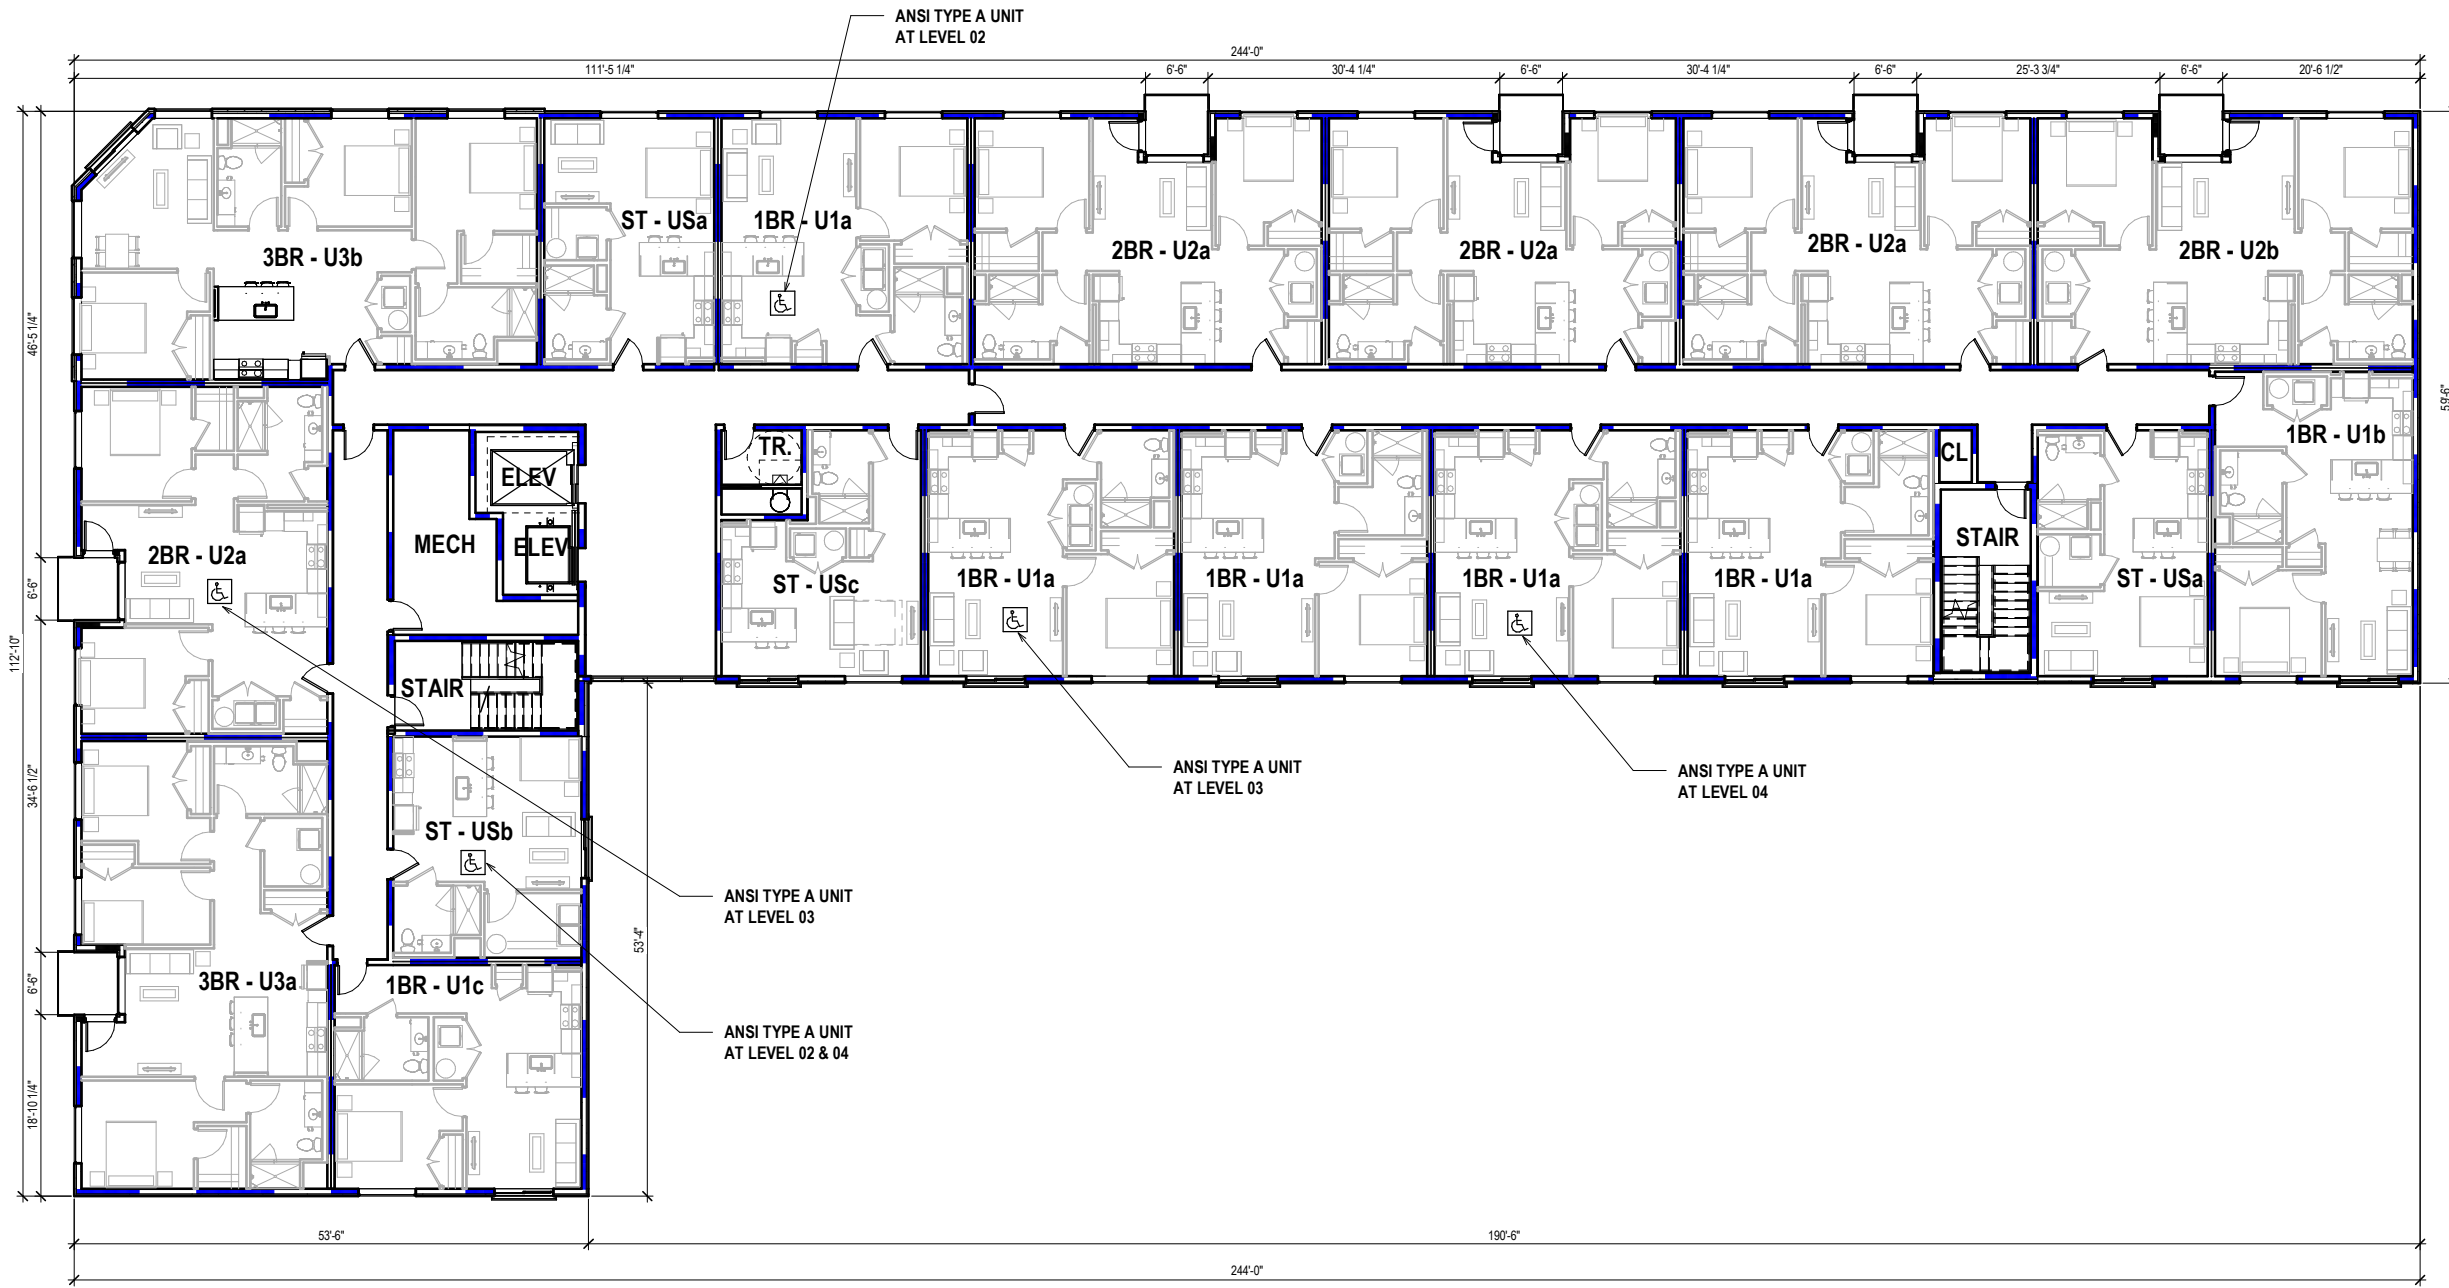 ANSI TYPE A UNIT
AT LEVEL 02
244'-0"
111'-5 1/4"
6'-6"
30'-4 1/4"
6'-6"
30'-4 1/4"
6'-6"
25'-3 3/4"
6'-6"
20'-6 1/2"
3BR - U3b
ST - USa
1BR - U1a
2BR - U2a
2BR - U2a
2BR - U2a
2BR - U2b
46'-5 1/4"
59'-6"
TR.
1BR - U1b
CL
ELEV
MECH
ELEV
STAIR
2BR - U2a
ST - USc
1BR - U1a
1BR - U1a
1BR - U1a
1BR - U1a
ST - USa
6'-6"
112'-10"
STAIR
ANSI TYPE A UNIT
AT LEVEL 03
ANSI TYPE A UNIT
AT LEVEL 04
34'-6 1/2"
ST - USb
ANSI TYPE A UNIT
AT LEVEL 03
53'-4"
6'-6"
3BR - U3a
1BR - U1c
ANSI TYPE A UNIT
AT LEVEL 02 & 04
18'-10 1/4"
53'-6"
190'-6"
244'-0"